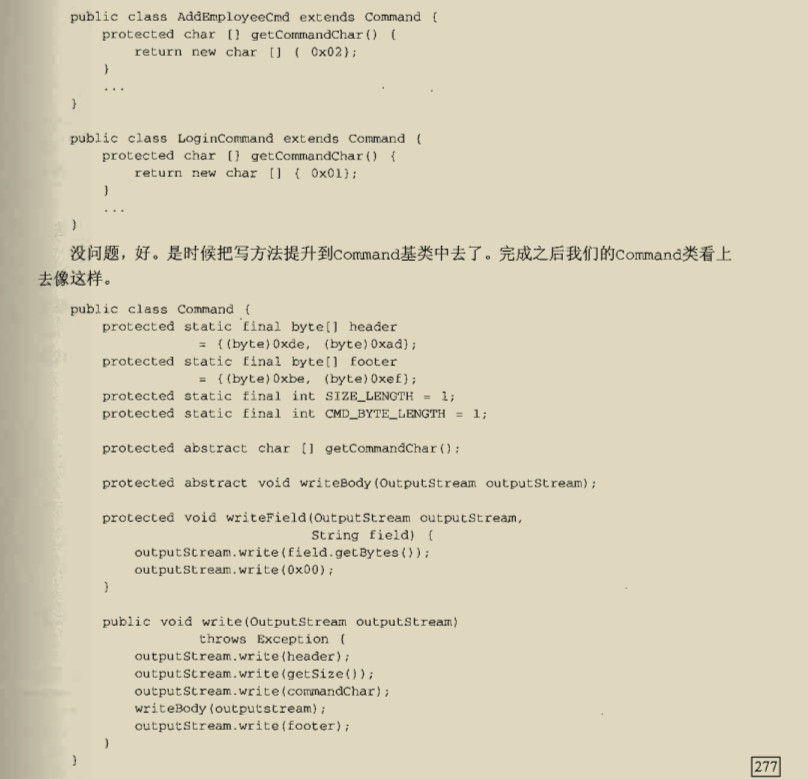 public class AddEmployeeCmd extends Command {
protected char [] getCommandChar() {
return new char [] { 0x02};
}
...
}
public class LoginCommand extends Command {
protected char [] getCommandChar() {
return new char [] { 0x01};
}
...
}
没问题，好。是时候把写方法提升到Command基类中去了。完成之后我们的Command类看上
去像这样。
public class Command {
protected static final byte[] header
= {(byte)0xde, (byte)0xad};
protected static final byte[] footer
= {(byte)0xbe, (byte)0xef};
protected static final int SIZE_LENGTH = 1;
protected static final int CMD_BYTE_LENGTH = 1;
protected abstract char [] getCommandChar();
protected abstract void writeBody(OutputStream outputStream);
protected void writeField(OutputStream outputStream,
String field) {
outputStream.write(field.getBytes());
outputStream.write(0x00);
}
public void write(OutputStream outputStream)
throws Exception {
outputStream.write(header);
outputStream.write(getSize());
outputStream.write(commandChar);
writeBody(outputstream);
outputStream.write(footer);
}
}
277